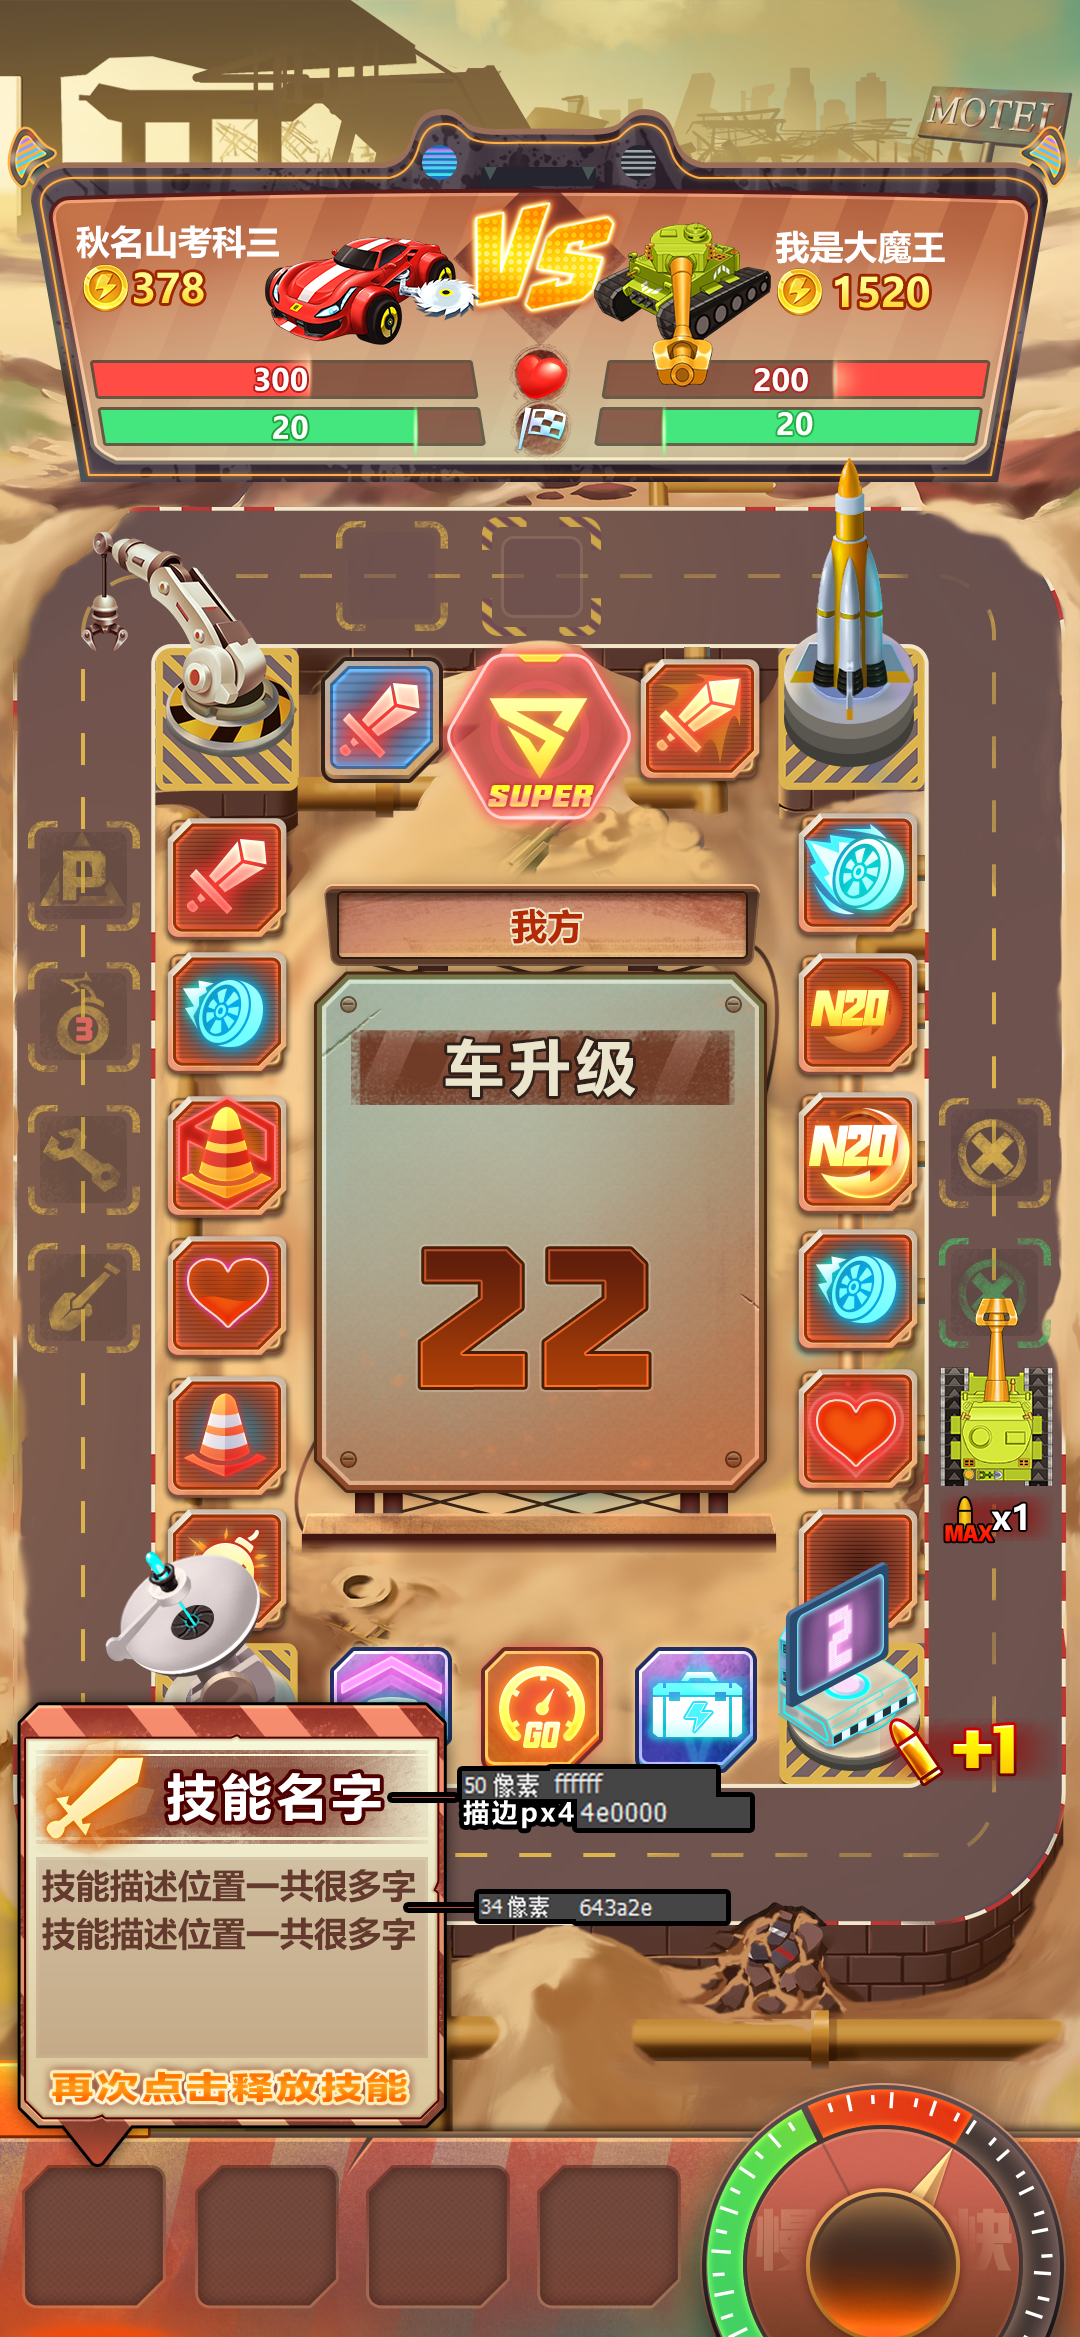 MOTEL
VS
秋名山考科三
378
我是大魔王
1520
300
200
20
20
SUPER
P
我方
N20
3
车升级
N20
22
MAX x1
2
GO
+1
技能名字
50 像素 ffffff
描边px4 4e0000
技能描述位置一共很多字
34 像素 643a2e
技能描述位置一共很多字
再次点击释放技能
慢
快